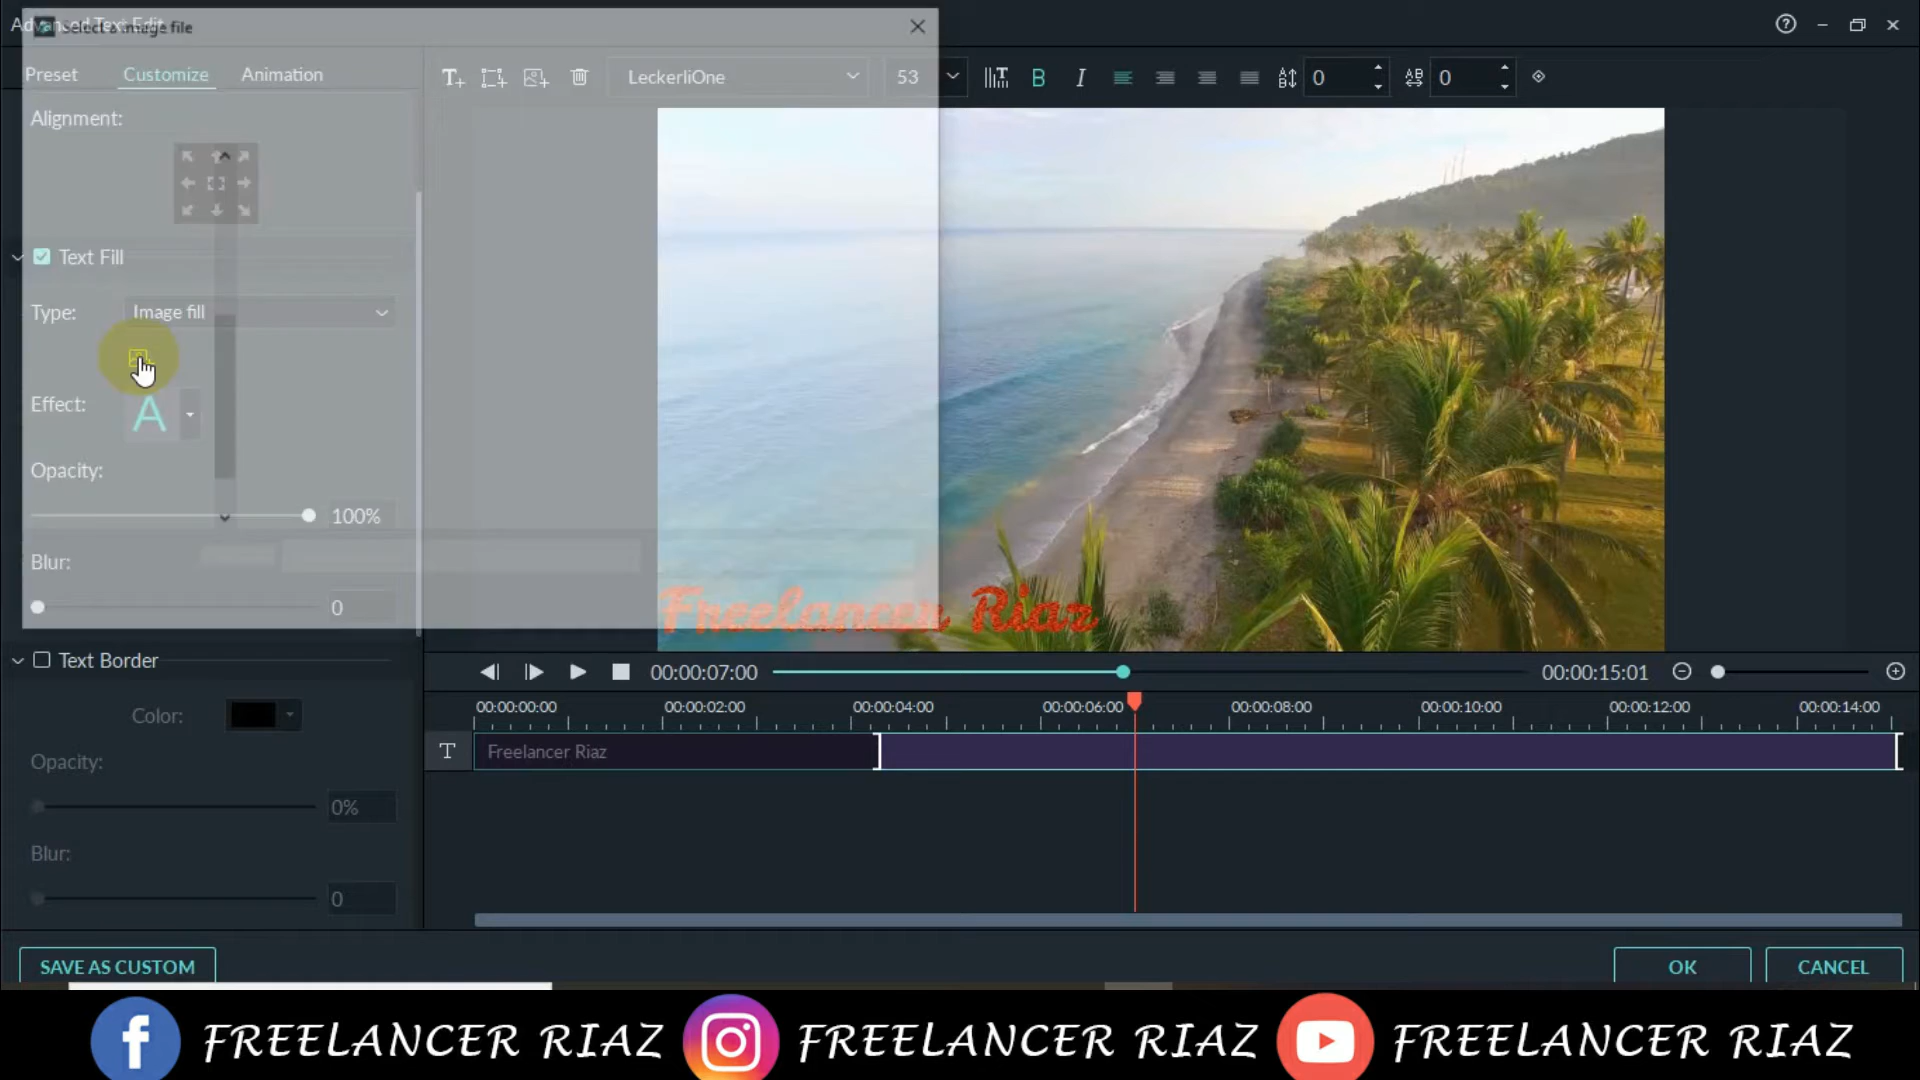 Advanced Text Edit
Select a image file
Preset
Customize
Animation
LeckerliOne
53
B
I
0
0
Alignment:
Text Fill
Type:
Image fill
Effect:
A
Opacity:
100%
Blur:
0
Freelancer Riaz
Text Border
Color:
Opacity:
0%
Blur:
0
00:00:07:00
00:00:15:01
00:00:00:00
00:00:02:00
00:00:04:00
00:00:06:00
00:00:08:00
00:00:10:00
00:00:12:00
00:00:14:00
T
Freelancer Riaz
SAVE AS CUSTOM
OK
CANCEL
FREELANCER RIAZ
FREELANCER RIAZ
FREELANCER RIAZ